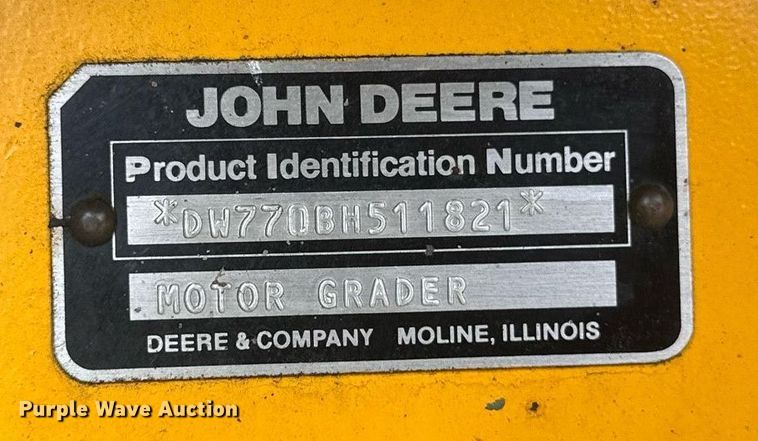 JOHN DEERE
Product Identification Number
*DW770BH511821*
MOTOR GRADER
DEERE & COMPANY MOLINE, ILLINOIS
Purple Wave Auction